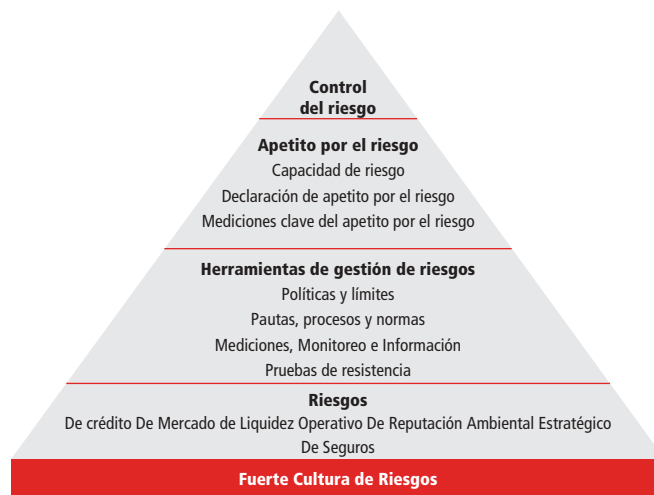 Control
del riesgo
Apetito por el riesgo
Capacidad de riesgo
Declaración de apetito por el riesgo
Mediciones clave del apetito por el riesgo
Herramientas de gestión de riesgos
Políticas y límites
Pautas, procesos y normas
Mediciones, Monitoreo e Información
Pruebas de resistencia
Riesgos
De crédito De Mercado de Liquidez Operativo De Reputación Ambiental Estratégico
De Seguros
Fuerte Cultura de Riesgos